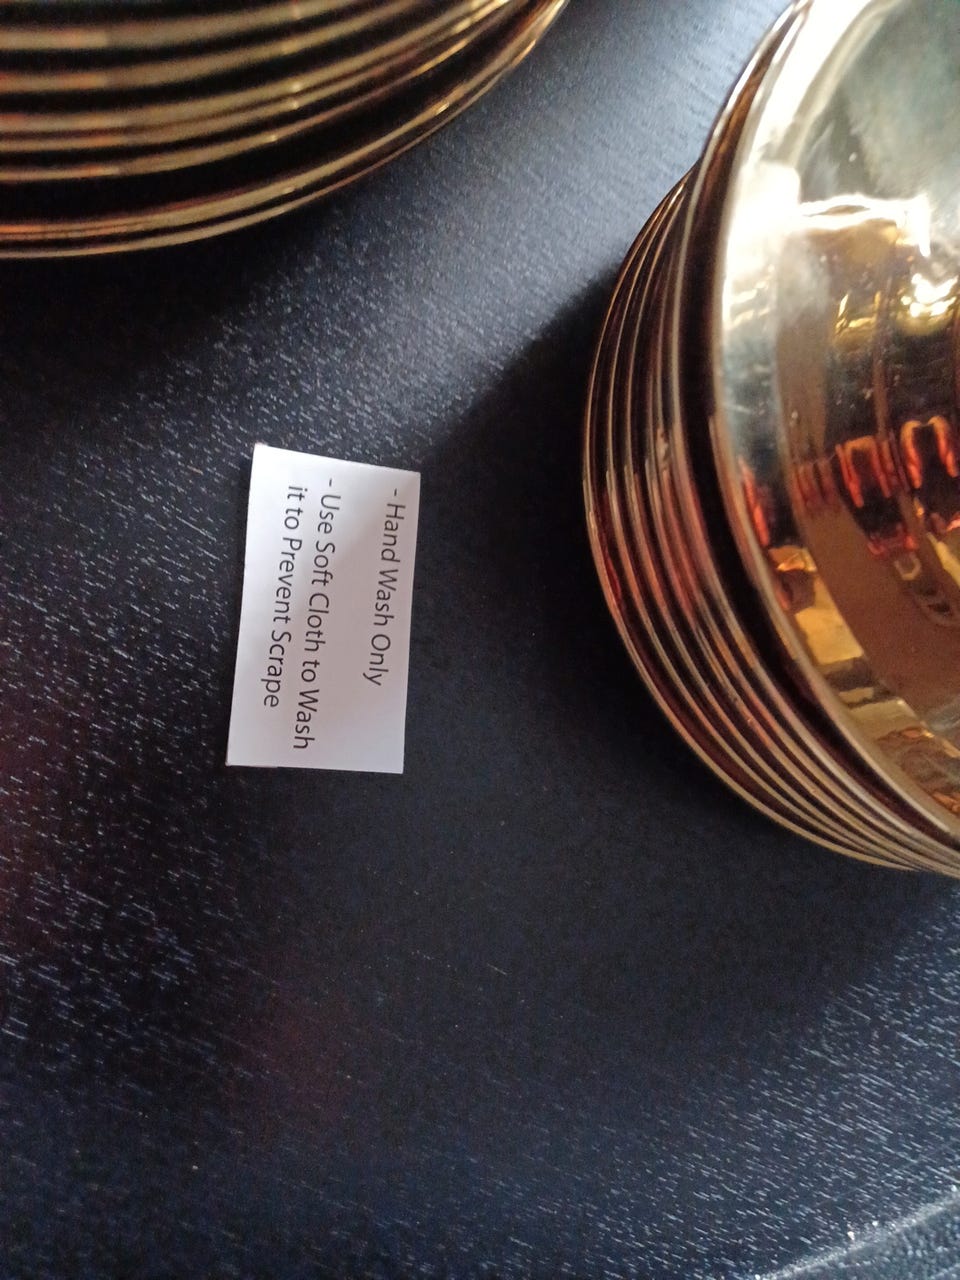 - Hand Wash Only
- Use Soft Cloth to Wash
it to Prevent Scrape